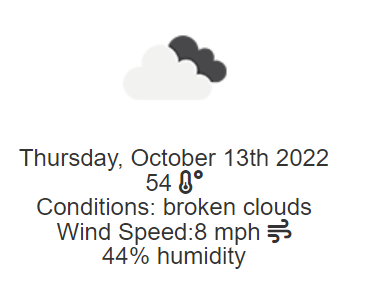 Thursday, October 13th 2022
54 °
Conditions: broken clouds
Wind Speed:8 mph
44% humidity